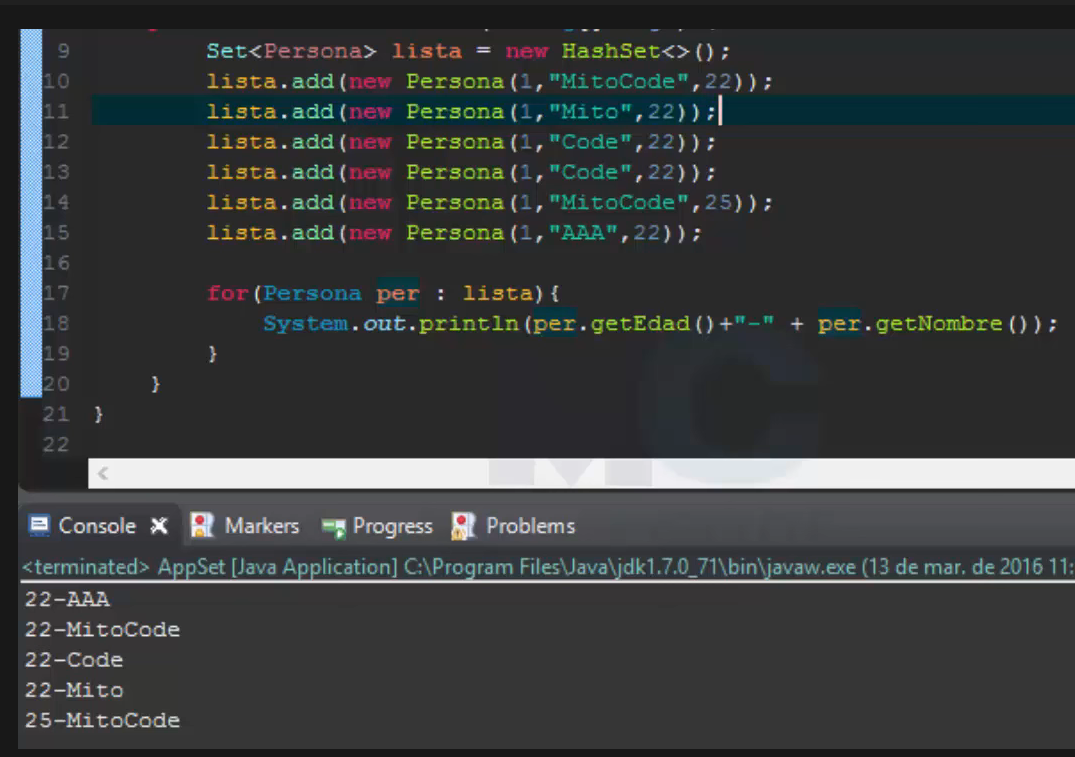 9 Set<Persona> lista = new HashSet<>();
10 lista.add(new Persona(1,"MitoCode",22));
11 lista.add(new Persona(1,"Mito",22));
12 lista.add(new Persona(1,"Code",22));
13 lista.add(new Persona(1,"Code",22));
14 lista.add(new Persona(1,"MitoCode",25));
15 lista.add(new Persona(1,"AAA",22));
16
17 for(Persona per : lista){
18 System.out.println(per.getEdad()+"-" + per.getNombre());
19 }
20 }
21 }
22
Console Markers Progress Problems
<terminated> AppSet [Java Application] C:\Program Files\Java\jdk1.7.0_71\bin\javaw.exe (13 de mar. de 2016 11:
22-AAA
22-MitoCode
22-Code
22-Mito
25-MitoCode